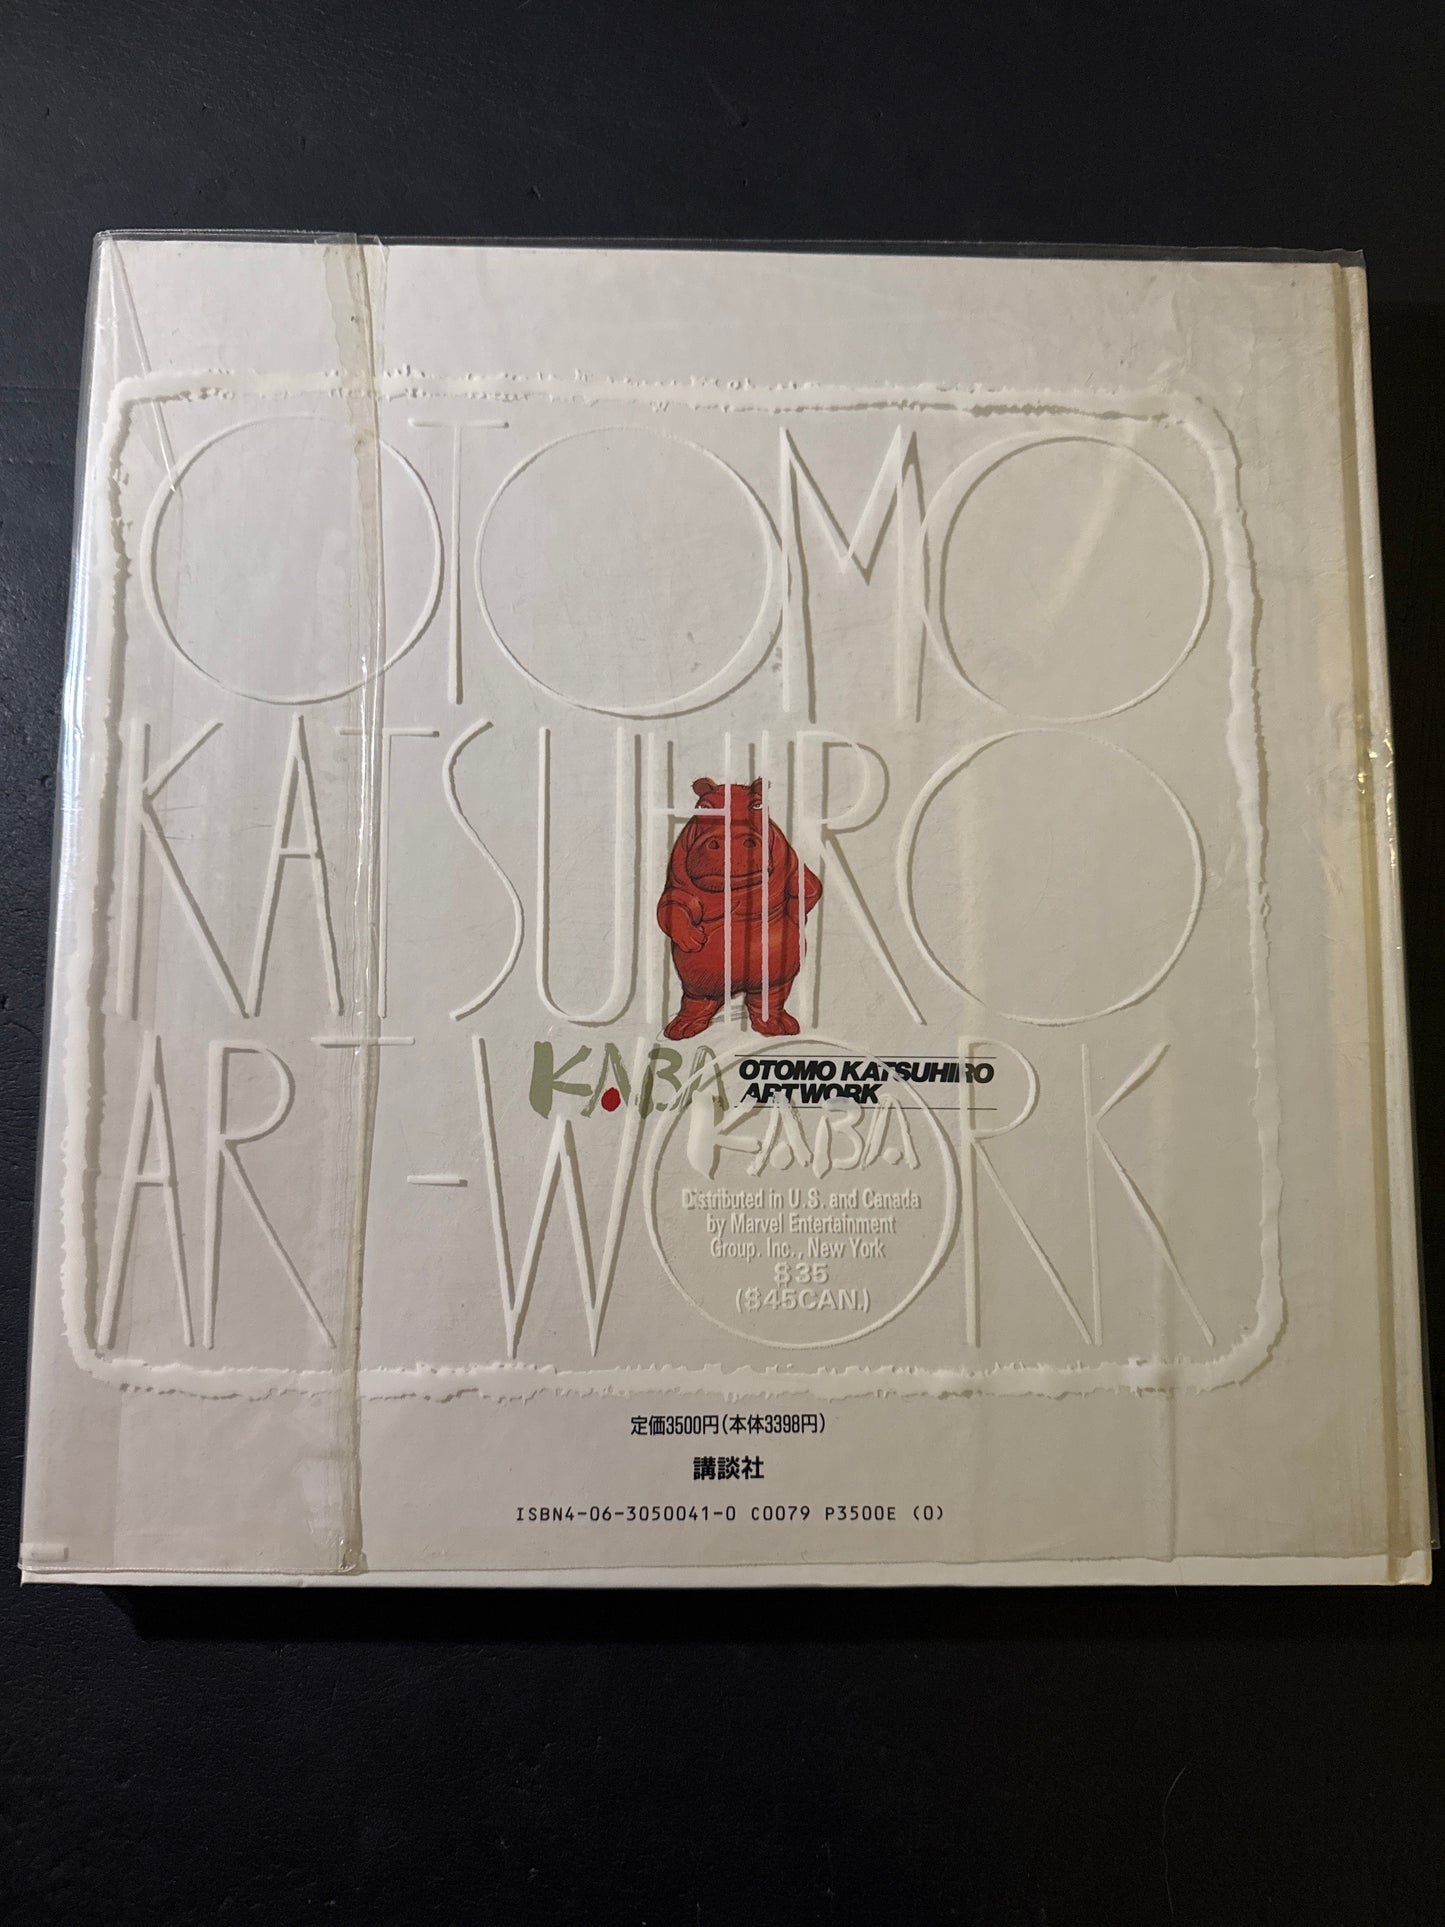 OTOMO
KATSUHIRO
ART-WORK
KABA
OTOMO KATSUHIRO
ARTWORK
KABA
Distributed in U.S. and Canada
by Marvel Entertainment
Group. Inc., New York
$35
($45CAN.)
定価3500円(本体3398円)
講談社
ISBN4-06-3050041-0 C0079 P3500E (0)